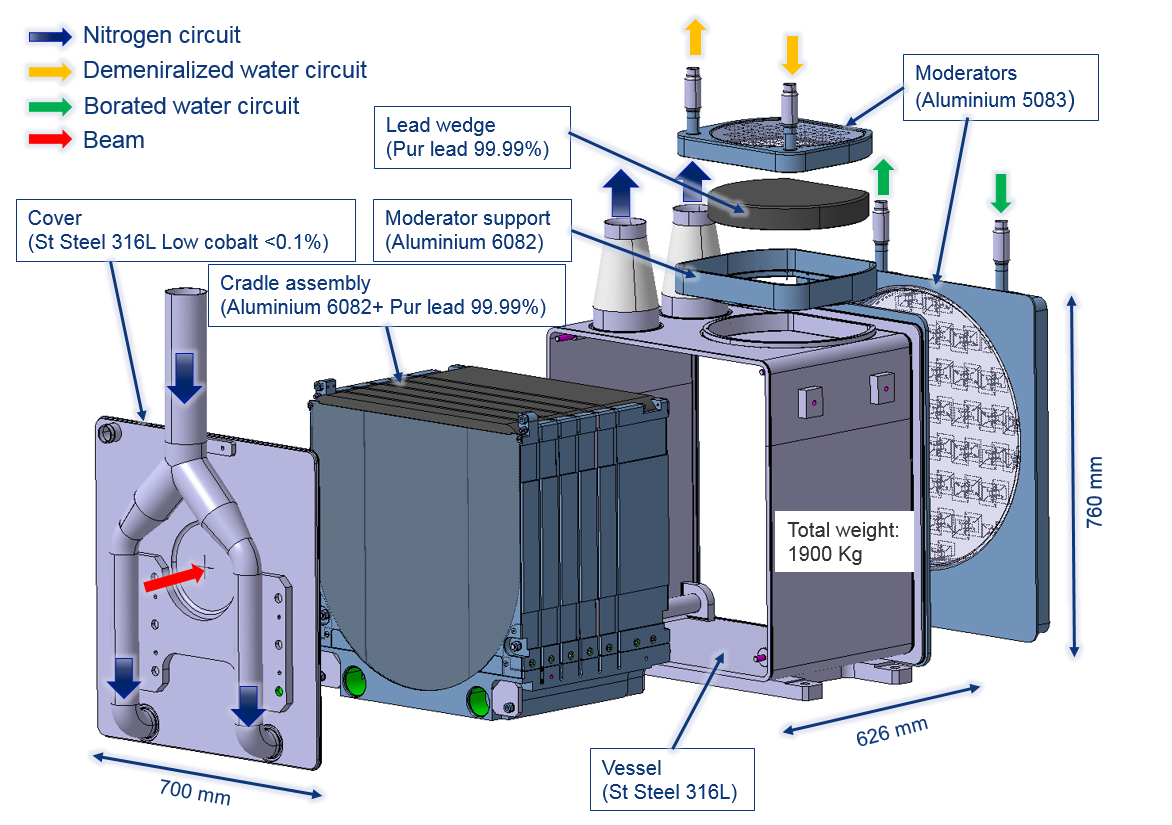 Nitrogen circuit
Demeniralized water circuit
Borated water circuit
Beam
Moderators
(Aluminium 5083)
Lead wedge
(Pur lead 99.99%)
Cover
(St Steel 316L Low cobalt <0.1%)
Moderator support
(Aluminium 6082)
Cradle assembly
(Aluminium 6082+ Pur lead 99.99%)
Total weight:
1900 Kg
760 mm
626 mm
700 mm
Vessel
(St Steel 316L)